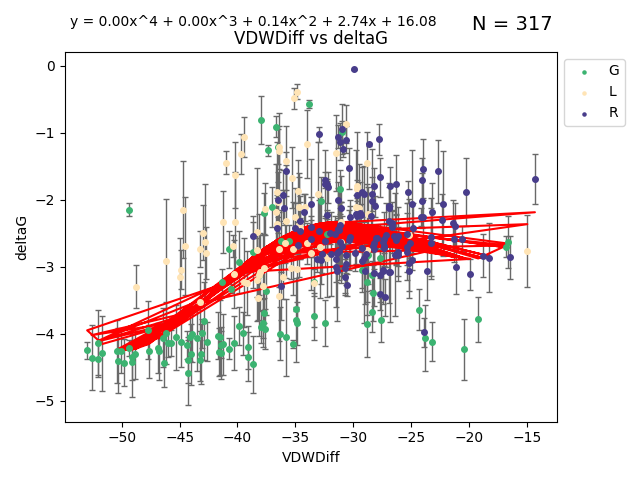 y = 0.00x^4 + 0.00x^3 + 0.14x^2 + 2.74x + 16.08
N = 317
VDWDiff vs deltaG
G
L
R
deltaG
0
−1
−2
−3
−4
−5
−50
−45
−40
−35
−30
−25
−20
−15
VDWDiff